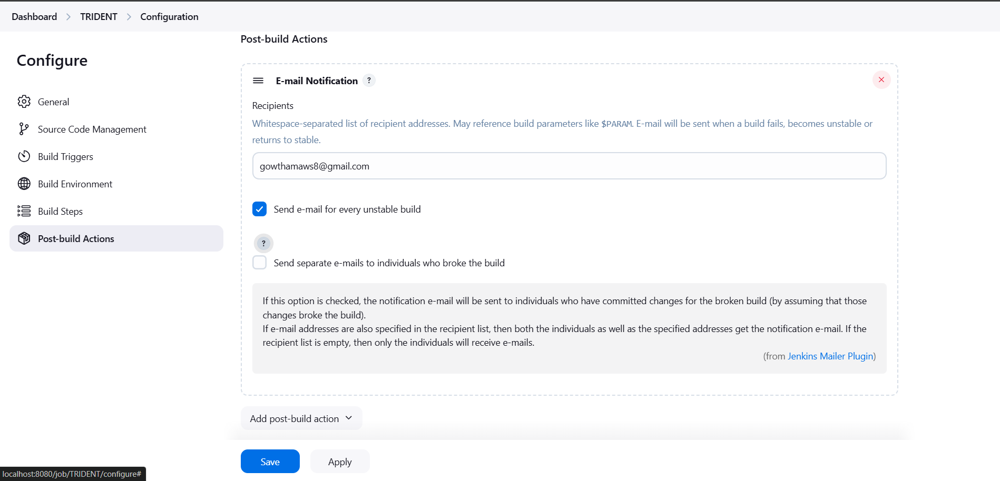 Dashboard > TRIDENT > Configuration
Configure
General
Source Code Management
Build Triggers
Build Environment
Build Steps
Post-build Actions
Post-build Actions
E-mail Notification ?
Recipients
Whitespace-separated list of recipient addresses. May reference build parameters like $PARAM. E-mail will be sent when a build fails, becomes unstable or
returns to stable.
gowthamaws8@gmail.com
Send e-mail for every unstable build
?
Send separate e-mails to individuals who broke the build
If this option is checked, the notification e-mail will be sent to individuals who have committed changes for the broken build (by assuming that those
changes broke the build).
If e-mail addresses are also specified in the recipient list, then both the individuals as well as the specified addresses get the notification e-mail. If the
recipient list is empty, then only the individuals will receive e-mails.
(from Jenkins Mailer Plugin)
Add post-build action
Save Apply
localhost:8080/job/TRIDENT/configure#